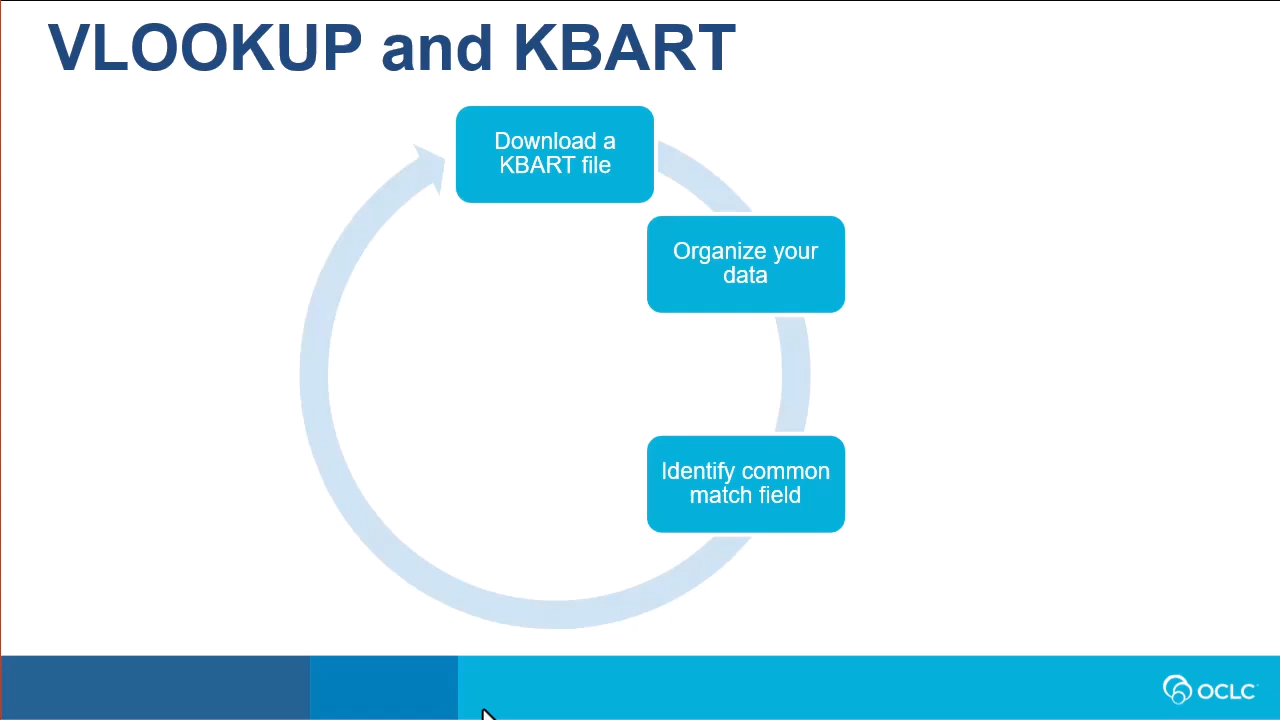 VLOOKUP and KBART
Download a
KBART file
Organize your
data
Identify common
match field
OCLC